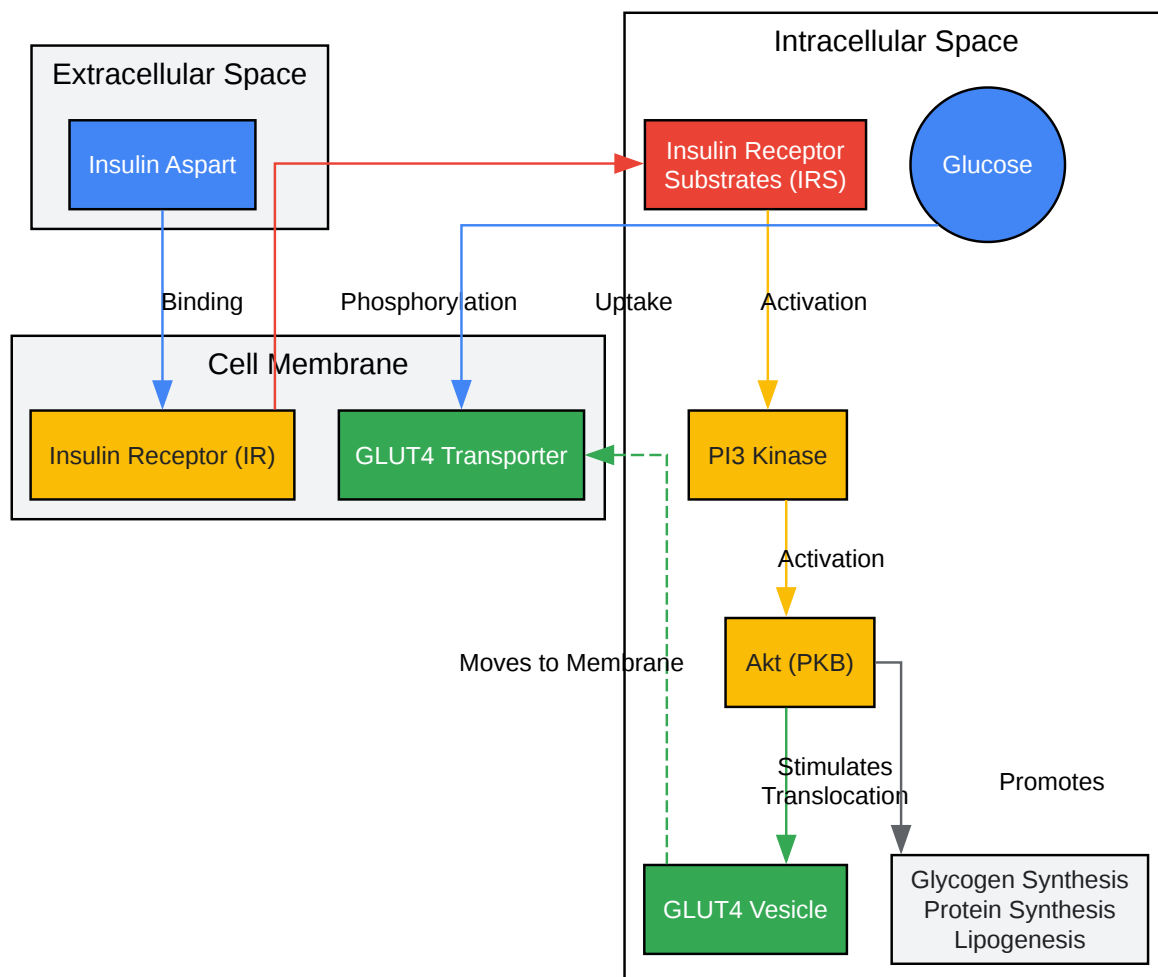 Intracellular Space
Extracellular Space
Insulin Aspart
Insulin Receptor
Substrates (IRS)
Glucose
Binding
Phosphorylation
Uptake
Activation
Cell Membrane
Insulin Receptor (IR)
GLUT4 Transporter
PI3 Kinase
Activation
Moves to Membrane
Akt (PKB)
Stimulates
Translocation
Promotes
GLUT4 Vesicle
Glycogen Synthesis
Protein Synthesis
Lipogenesis